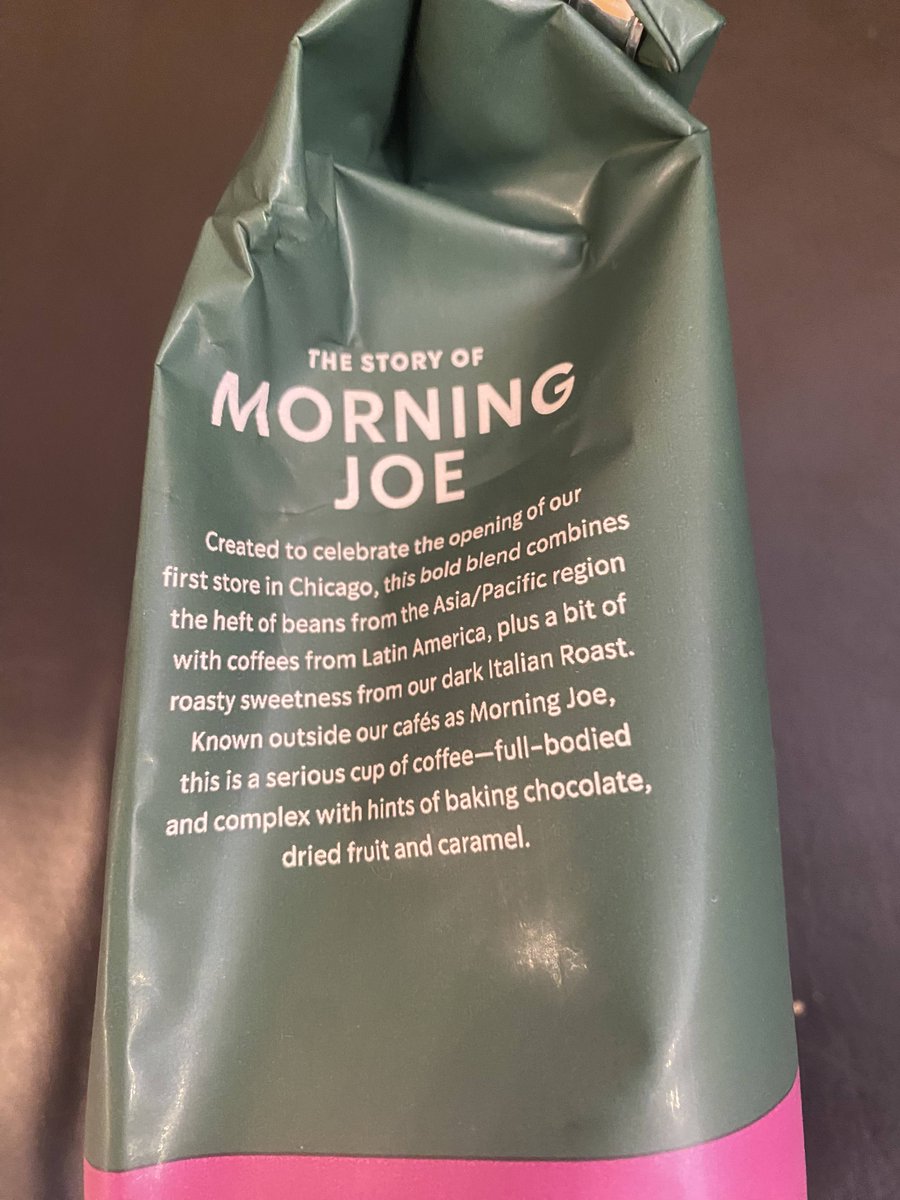 THE STORY OF
MORNING
JOE
Created to celebrate the opening of our
first store in Chicago, this bold blend combines
the heft of beans from the Asia/Pacific region
with coffees from Latin America, plus a bit of
roasty sweetness from our dark Italian Roast.
Known outside our cafés as Morning Joe,
this is a serious cup of coffee—full-bodied
and complex with hints of baking chocolate,
dried fruit and caramel.